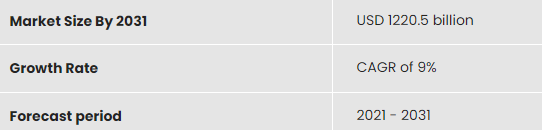 Market Size By 2031 USD 1220.5 billion
Growth Rate CAGR of 9%
Forecast period 2021 - 2031